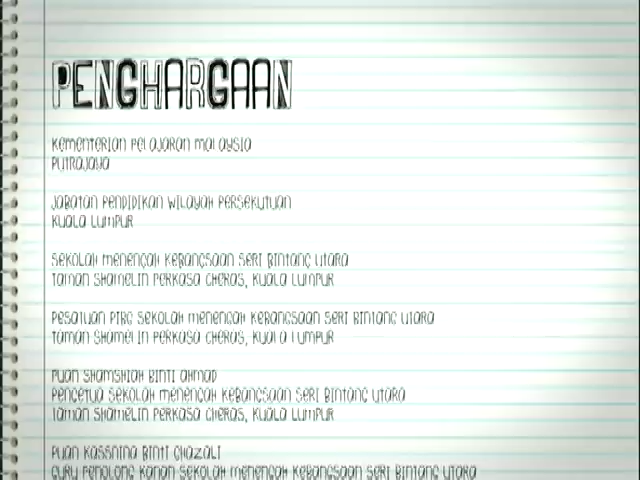 PENGHARGAAN
KEMENTERIAN PELAJARAN MALAYSIA
PUTRAJAYA
JABATAN PENDIDIKAN WILAYAH PERSEKUTUAN
KUALA LUMPUR
SEKOLAH MENENGAH KEBANGSAAN SERI BINTANG UTARA
TAMAN SHAMELIN PERKASA CHERAS, KUALA LUMPUR
PESATUAN PIBG SEKOLAH MENENGAH KEBANGSAAN SERI BINTANG UTARA
TAMAN SHAMELIN PERKASA CHERAS, KUALA LUMPUR
PUAN SHAMSHIAH BINTI AHMAD
PENGETUA SEKOLAH MENENGAH KEBANGSAAN SERI BINTANG UTARA
TAMAN SHAMELIN PERKASA CHERAS, KUALA LUMPUR
PUAN KASSNINA BINTI GHAZALI
GURU PENOLONG KANAN SEKOLAH MENENGAH KEBANGSAAN SERI BINTANG UTARA